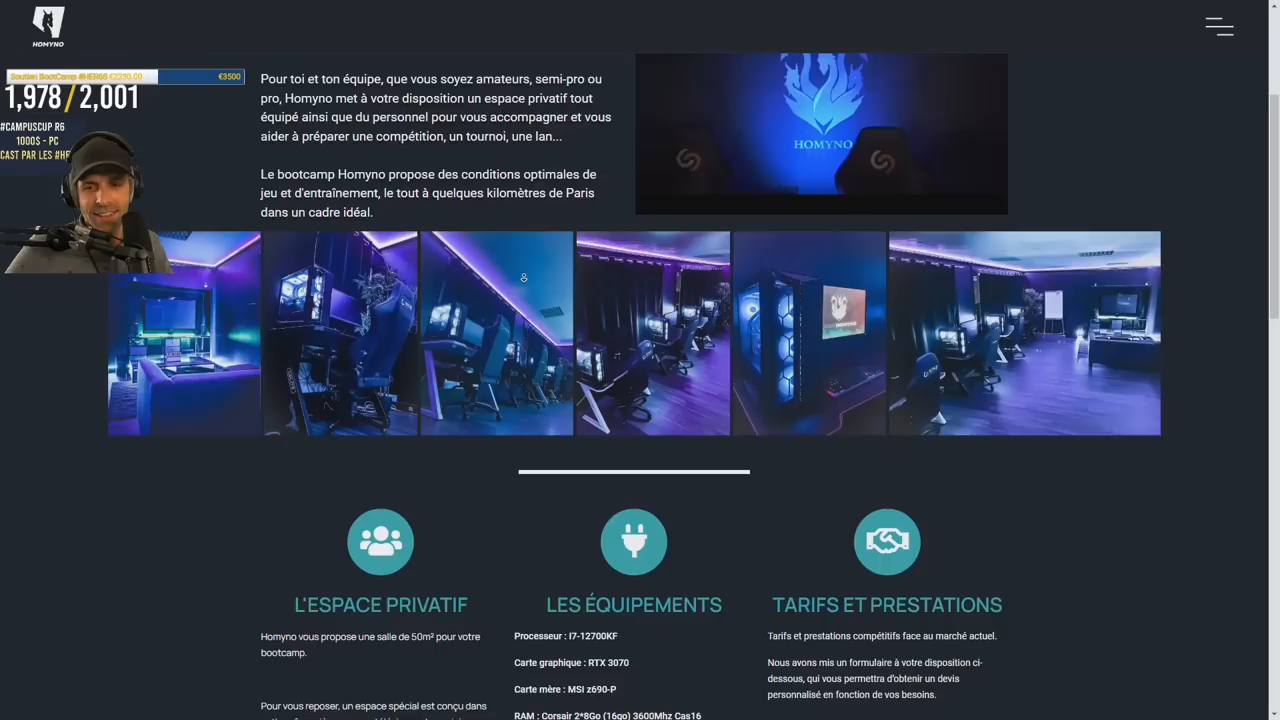 HOMYNO
Soutien BootCamp #HER6S €2230.00
€3500
1,978/2,001
#CAMPUSCUP R6
1000$ - PC
CAST PAR LES #HE
Pour toi et ton équipe, que vous soyez amateurs, semi-pro ou
pro, Homyno met à votre disposition un espace privatif tout
équipé ainsi que du personnel pour vous accompagner et vous
aider à préparer une compétition, un tournoi, une lan...
Le bootcamp Homyno propose des conditions optimales de
jeu et d'entraînement, le tout à quelques kilomètres de Paris
dans un cadre idéal.
HOMYNO
L'ESPACE PRIVATIF
Homyno vous propose une salle de 50m² pour votre
bootcamp.
Pour vous reposer, un espace spécial est conçu dans
LES ÉQUIPEMENTS
Processeur : I7-12700KF
Carte graphique : RTX 3070
Carte mère : MSI z690-P
RAM : Corsair 2*8Go (16go) 3600Mhz Cas16
TARIFS ET PRESTATIONS
Tarifs et prestations compétitifs face au marché actuel.
Nous avons mis un formulaire à votre disposition ci-
dessous, qui vous permettra d'obtenir un devis
personnalisé en fonction de vos besoins.